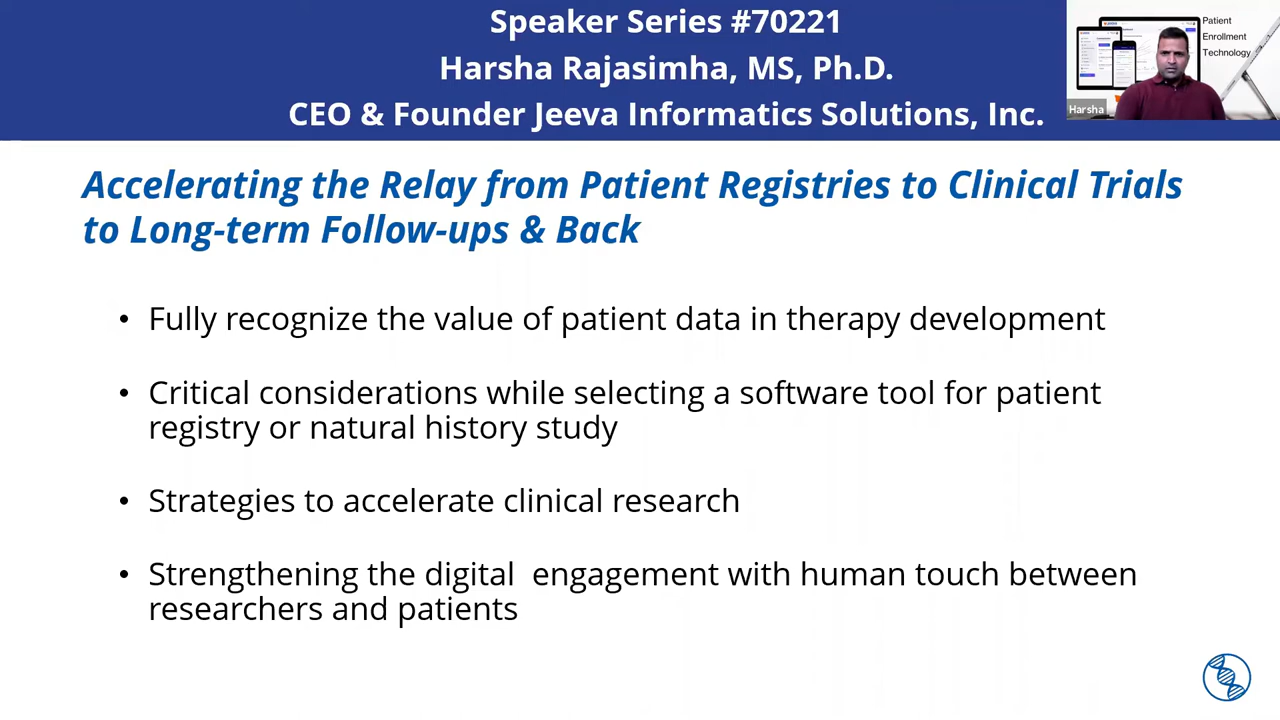 Speaker Series #70221
Harsha Rajasimha, MS, Ph.D.
CEO & Founder Jeeva Informatics Solutions, Inc.
Patient
Enrollment
Technology
Harsha
Accelerating the Relay from Patient Registries to Clinical Trials
to Long-term Follow-ups & Back
• Fully recognize the value of patient data in therapy development
• Critical considerations while selecting a software tool for patient
registry or natural history study
• Strategies to accelerate clinical research
• Strengthening the digital  engagement with human touch between
researchers and patients